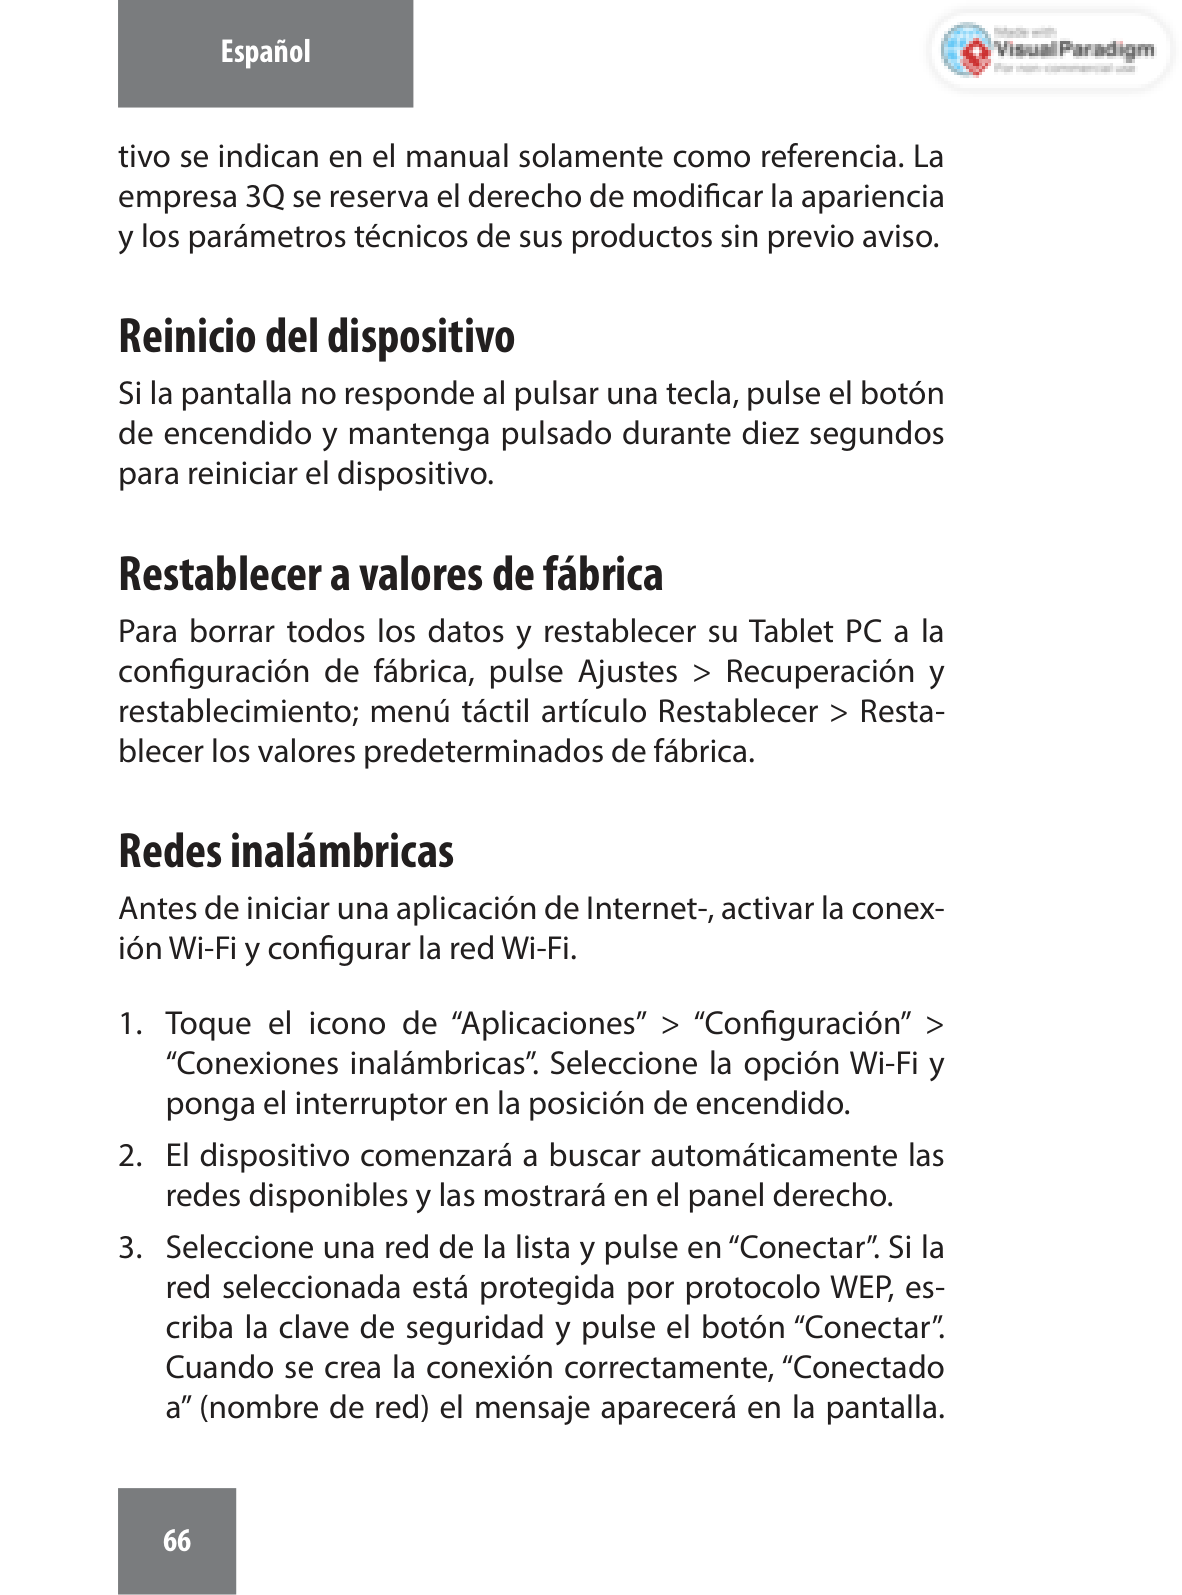 Español
Made with
Visual Paradigm
For non-commercial use
tivo se indican en el manual solamente como referencia. La
empresa 3Q se reserva el derecho de modificar la apariencia
y los parámetros técnicos de sus productos sin previo aviso.
Reinicio del dispositivo
Si la pantalla no responde al pulsar una tecla, pulse el botón
de encendido y mantenga pulsado durante diez segundos
para reiniciar el dispositivo.
Restablecer a valores de fábrica
Para borrar todos los datos y restablecer su Tablet PC a la
configuración de fábrica, pulse Ajustes > Recuperación y
restablecimiento; menú táctil artículo Restablecer > Resta-
blecer los valores predeterminados de fábrica.
Redes inalámbricas
Antes de iniciar una aplicación de Internet-, activar la conex-
ión Wi-Fi y configurar la red Wi-Fi.
1. Toque el icono de “Aplicaciones” > “Configuración” >
“Conexiones inalámbricas”. Seleccione la opción Wi-Fi y
ponga el interruptor en la posición de encendido.
2. El dispositivo comenzará a buscar automáticamente las
redes disponibles y las mostrará en el panel derecho.
3. Seleccione una red de la lista y pulse en “Conectar”. Si la
red seleccionada está protegida por protocolo WEP, es-
criba la clave de seguridad y pulse el botón “Conectar”.
Cuando se crea la conexión correctamente, “Conectado
a” (nombre de red) el mensaje aparecerá en la pantalla.
66